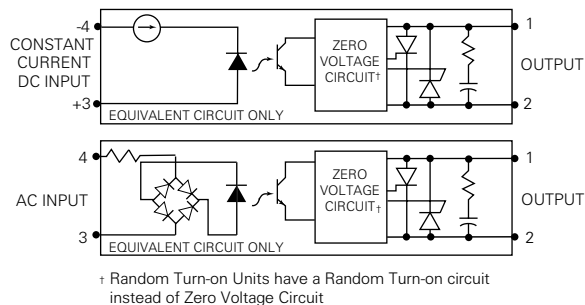 -4
CONSTANT
CURRENT
DC INPUT
+3
EQUIVALENT CIRCUIT ONLY
ZERO
VOLTAGE
CIRCUIT†
1
OUTPUT
2
4
AC INPUT
3
EQUIVALENT CIRCUIT ONLY
ZERO
VOLTAGE
CIRCUIT†
1
OUTPUT
2
† Random Turn-on Units have a Random Turn-on circuit
instead of Zero Voltage Circuit